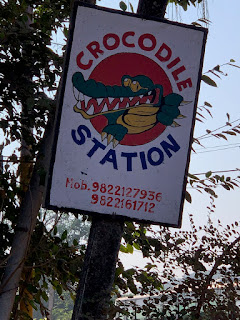 CROCODILE
STATION
Mob. 9822127936
9822161712